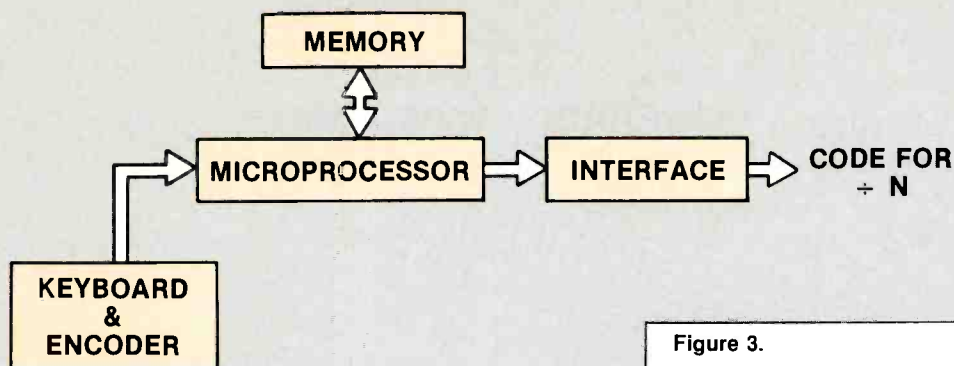 MEMORY
MICROPROCESSOR
INTERFACE
CODE FOR
÷ N
KEYBOARD
&
ENCODER
Figure 3.